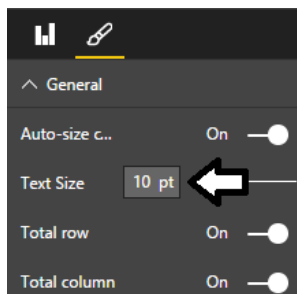 General
Auto-size c... On
Text Size 10 pt
Total row On
Total column On